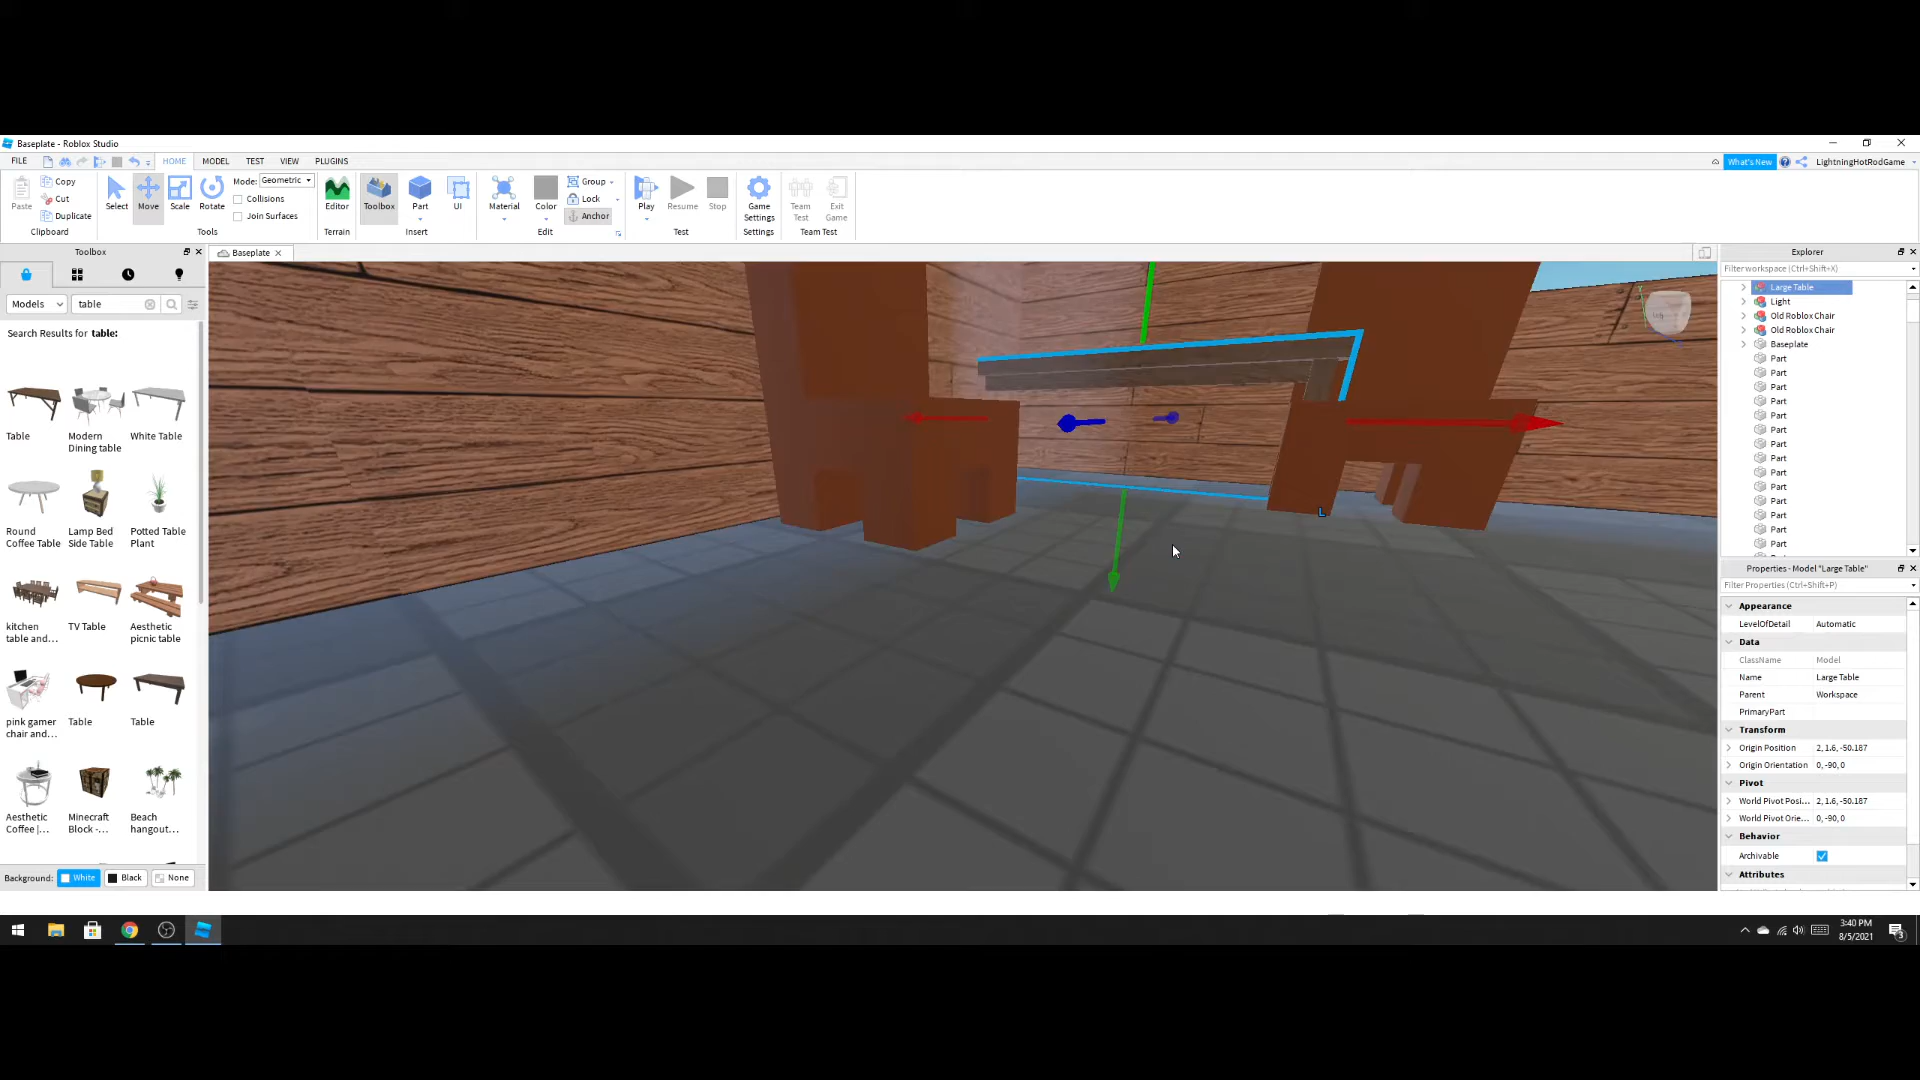 Baseplate - Roblox Studio
FILE HOME MODEL TEST VIEW PLUGINS What's New LightningHotRodGame
Paste Copy Cut Duplicate Clipboard
Select Move Scale Rotate Mode: Geometric Collisions Join Surfaces Tools
Editor Terrain
Toolbox Part UI Insert
Material Color Group Lock Anchor Edit
Play Resume Stop Test
Game Settings Settings
Team Test Exit Game Team Test
Toolbox
Models table
Search Results for table:
Table
Modern Dining table
White Table
Round Coffee Table
Lamp Bed Side Table
Potted Table Plant
kitchen table and...
TV Table
Aesthetic picnic table
pink gamer chair and...
Table
Table
Aesthetic Coffee |...
Minecraft Block -...
Beach hangout...
Background: White Black None
Baseplate
L
Explorer
Filter workspace (Ctrl+Shift+X)
Large Table
Light
Old Roblox Chair
Old Roblox Chair
Baseplate
Part
Part
Part
Part
Part
Part
Part
Part
Part
Part
Part
Part
Part
Part
Properties - Model "Large Table"
Filter Properties (Ctrl+Shift+P)
Appearance
LevelOfDetail Automatic
Data
ClassName Model
Name Large Table
Parent Workspace
PrimaryPart
Transform
Origin Position 2, 1.6, -50.187
Origin Orientation 0, -90, 0
Pivot
World Pivot Posi... 2, 1.6, -50.187
World Pivot Orie... 0, -90, 0
Behavior
Archivable
Attributes
3:40 PM
8/5/2021
3